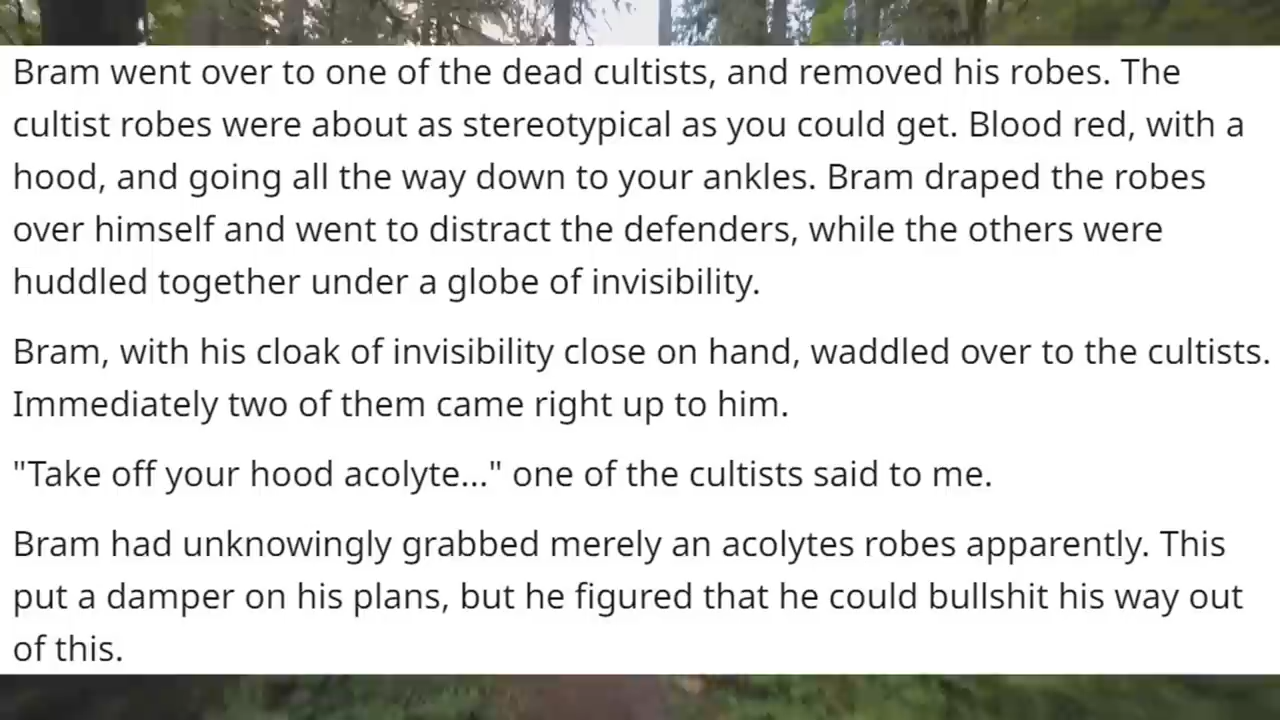 Bram went over to one of the dead cultists, and removed his robes. The
cultist robes were about as stereotypical as you could get. Blood red, with a
hood, and going all the way down to your ankles. Bram draped the robes
over himself and went to distract the defenders, while the others were
huddled together under a globe of invisibility.
Bram, with his cloak of invisibility close on hand, waddled over to the cultists.
Immediately two of them came right up to him.
"Take off your hood acolyte..." one of the cultists said to me.
Bram had unknowingly grabbed merely an acolytes robes apparently. This
put a damper on his plans, but he figured that he could bullshit his way out
of this.